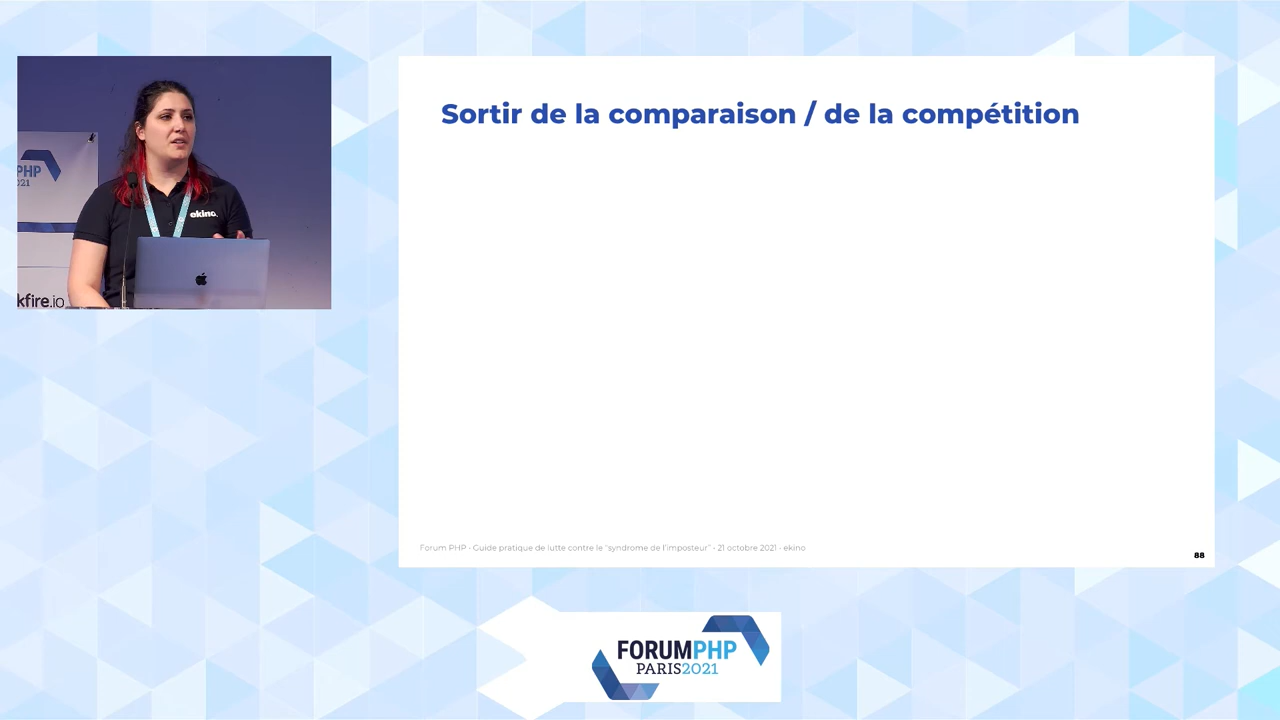 PHP
2021
ekino.
kfire.io
Sortir de la comparaison / de la compétition
Forum PHP - Guide pratique de lutte contre le "syndrome de l'imposteur" - 21 octobre 2021 - ekino
88
FORUMPHP
PARIS2021